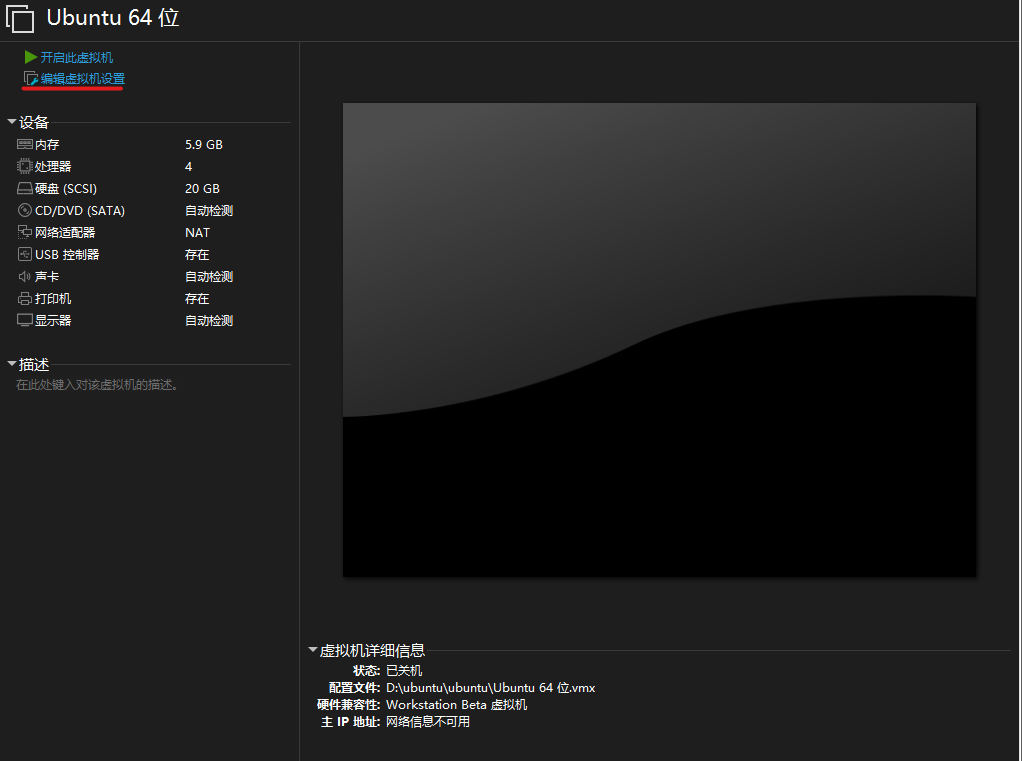 Ubuntu 64 位
开启此虚拟机
编辑虚拟机设置
设备
内存 5.9 GB
处理器 4
硬盘 (SCSI) 20 GB
CD/DVD (SATA) 自动检测
网络适配器 NAT
USB 控制器 存在
声卡 自动检测
打印机 存在
显示器 自动检测
描述
在此处键入对该虚拟机的描述。
虚拟机详细信息
状态: 已关机
配置文件: D:\ubuntu\ubuntu\Ubuntu 64 位.vmx
硬件兼容性: Workstation Beta 虚拟机
主 IP 地址: 网络信息不可用